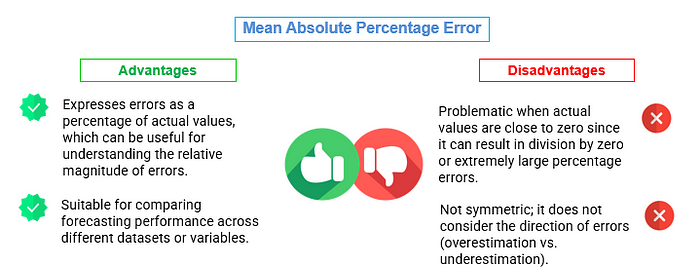 Mean Absolute Percentage Error
Advantages
Expresses errors as a
percentage of actual values,
which can be useful for
understanding the relative
magnitude of errors.
Suitable for comparing
forecasting performance across
different datasets or variables.
Disadvantages
Problematic when actual
values are close to zero since
it can result in division by zero
or extremely large percentage
errors.
Not symmetric; it does not
consider the direction of errors
(overestimation vs.
underestimation).